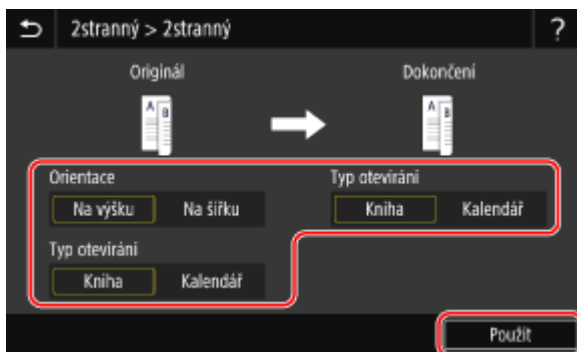 2stranný > 2stranný ?
Originál
Dokončení
A B
A B
Orientace
Na výšku Na šířku
Typ otevírání
Kniha Kalendář
Typ otevírání
Kniha Kalendář
Použít